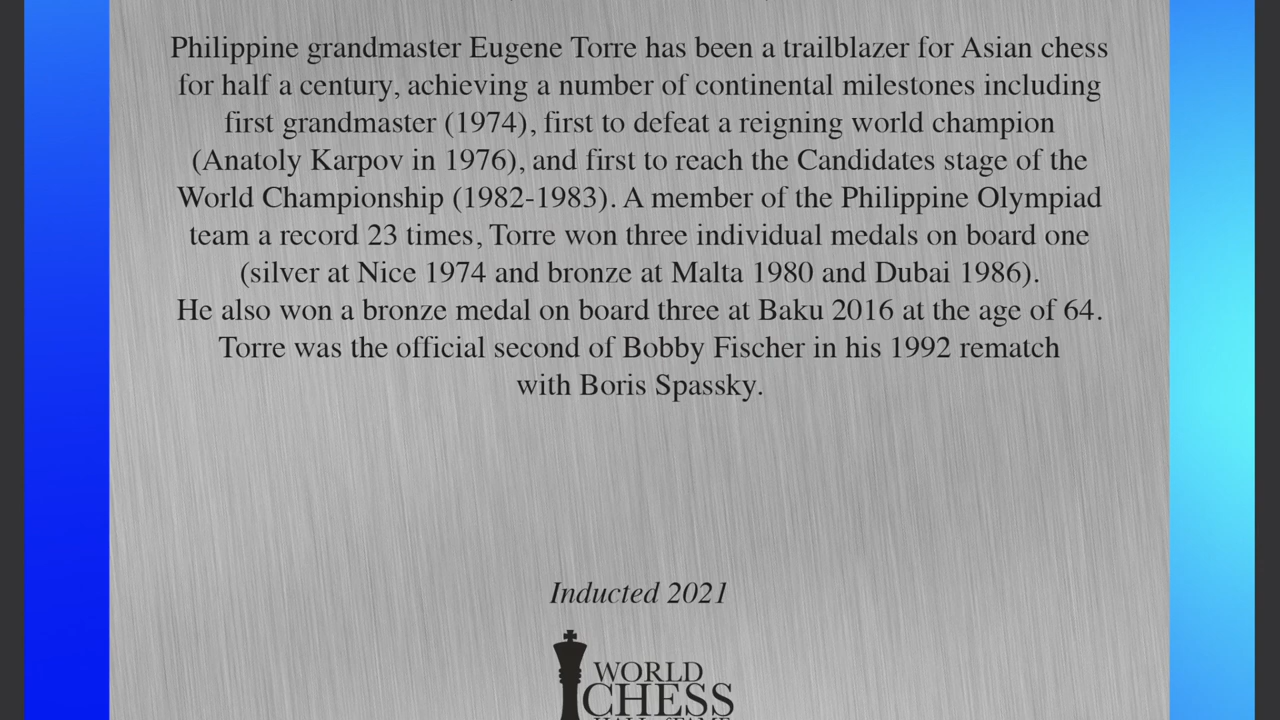 Philippine grandmaster Eugene Torre has been a trailblazer for Asian chess
for half a century, achieving a number of continental milestones including
first grandmaster (1974), first to defeat a reigning world champion
(Anatoly Karpov in 1976), and first to reach the Candidates stage of the
World Championship (1982-1983). A member of the Philippine Olympiad
team a record 23 times, Torre won three individual medals on board one
(silver at Nice 1974 and bronze at Malta 1980 and Dubai 1986).
He also won a bronze medal on board three at Baku 2016 at the age of 64.
Torre was the official second of Bobby Fischer in his 1992 rematch
with Boris Spassky.
Inducted 2021
WORLD
CHESS